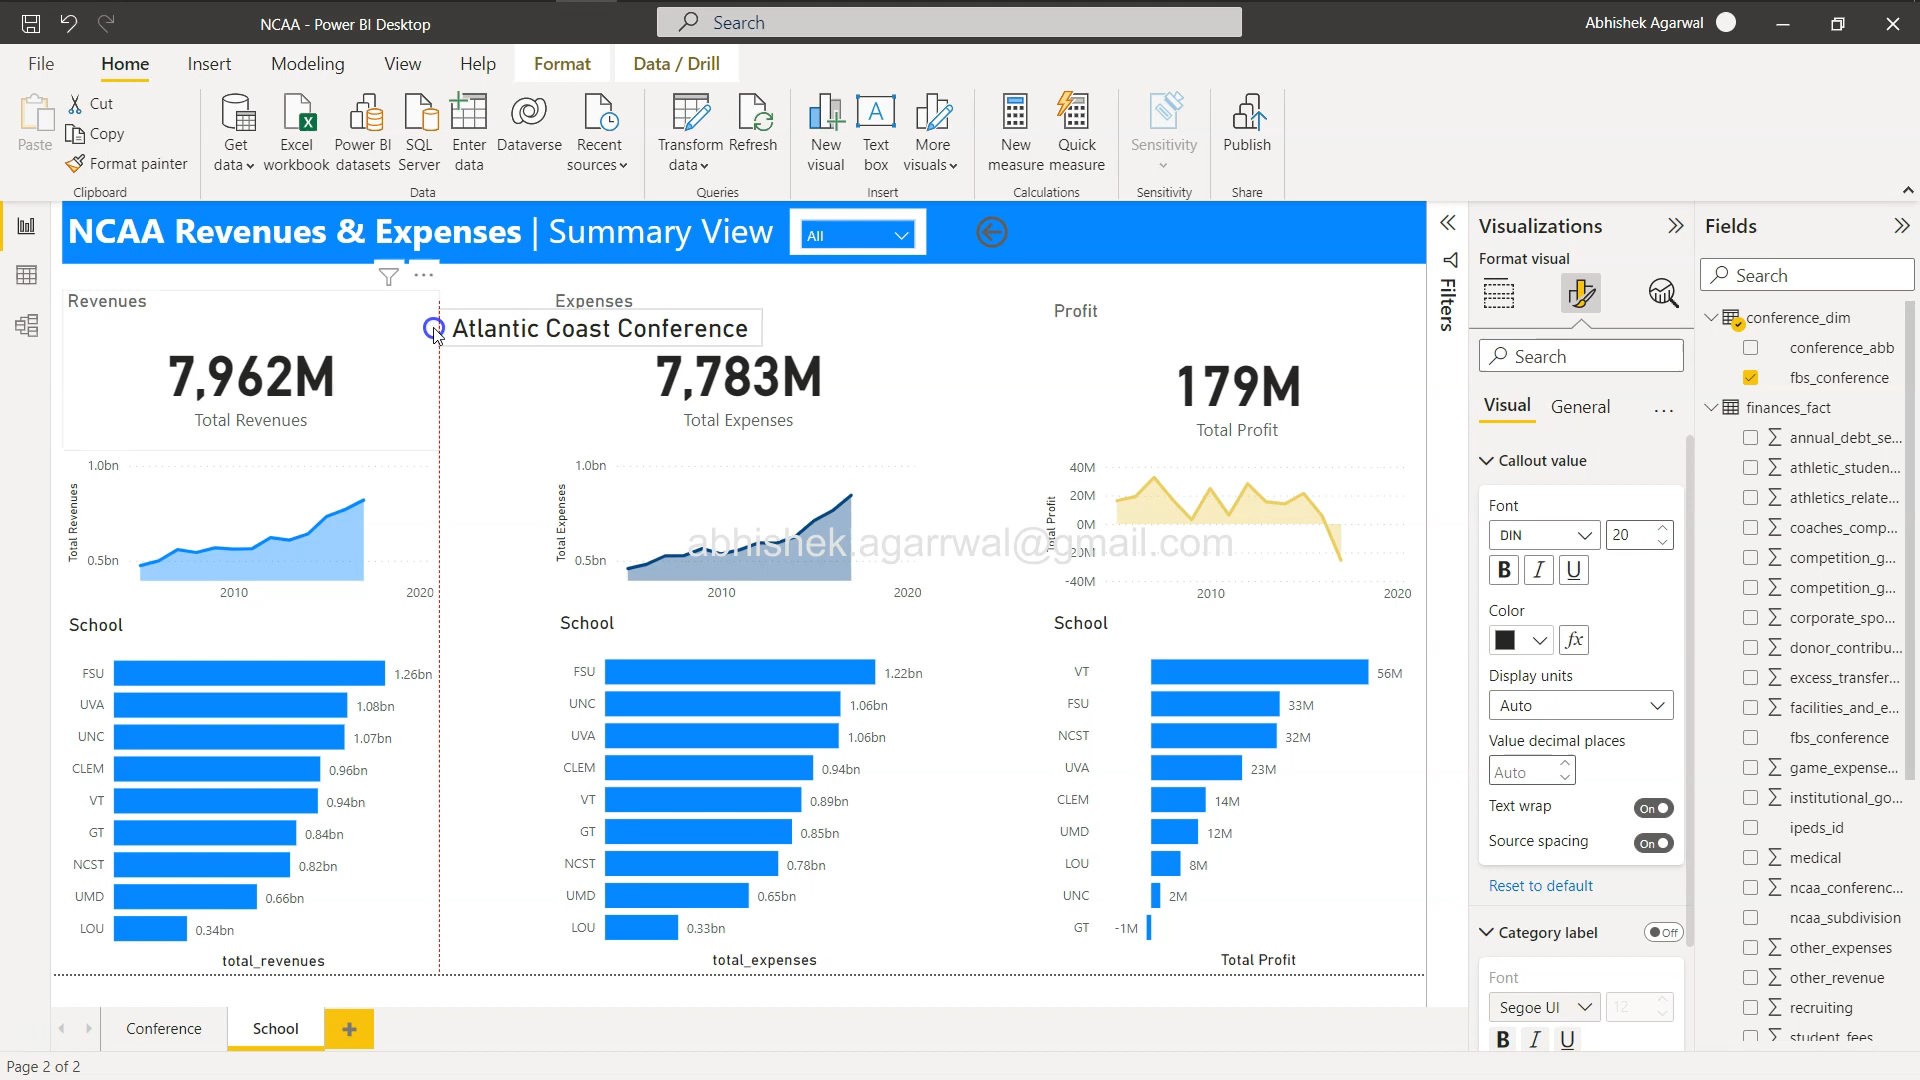 NCAA - Power BI Desktop
Search
Abhishek Agarwal
File
Home
Insert
Modeling
View
Help
Format
Data / Drill
Paste
Cut
Copy
Format painter
Clipboard
Get data
Excel workbook
Power BI datasets
SQL Server
Enter data
Dataverse
Recent sources
Data
Transform data
Refresh
Queries
New visual
Text box
More visuals
Insert
New measure
Quick measure
Calculations
Sensitivity
Sensitivity
Publish
Share
NCAA Revenues & Expenses | Summary View
All
Revenues
7,962M
Total Revenues
Expenses
Atlantic Coast Conference
7,783M
Total Expenses
Profit
179M
Total Profit
Total Revenues
1.0bn
0.5bn
2010
2020
Total Expenses
1.0bn
0.5bn
2010
2020
Total Profit
40M
20M
0M
-20M
-40M
2010
2020
abhishek.agarrwal@gmail.com
School
FSU 1.26bn
UVA 1.08bn
UNC 1.07bn
CLEM 0.96bn
VT 0.94bn
GT 0.84bn
NCST 0.82bn
UMD 0.66bn
LOU 0.34bn
total_revenues
School
FSU 1.22bn
UNC 1.06bn
UVA 1.06bn
CLEM 0.94bn
VT 0.89bn
GT 0.85bn
NCST 0.78bn
UMD 0.65bn
LOU 0.33bn
total_expenses
School
VT 56M
FSU 33M
NCST 32M
UVA 23M
CLEM 14M
UMD 12M
LOU 8M
UNC 2M
GT -1M
Total Profit
Filters
Visualizations
Format visual
Search
Visual
General
...
Callout value
Font
DIN
20
B I U
Color
fx
Display units
Auto
Value decimal places
Auto
Text wrap
On
Source spacing
On
Reset to default
Category label
Off
Font
Segoe UI
12
B I U
Fields
Search
conference_dim
conference_abb
fbs_conference
finances_fact
annual_debt_se...
athletic_studen...
athletics_relate...
coaches_comp...
competition_g...
competition_g...
corporate_spo...
donor_contribu...
excess_transfer...
facilities_and_e...
fbs_conference
game_expense...
institutional_go...
ipeds_id
medical
ncaa_conferenc...
ncaa_subdivision
other_expenses
other_revenue
recruiting
student_fees
Conference
School
Page 2 of 2